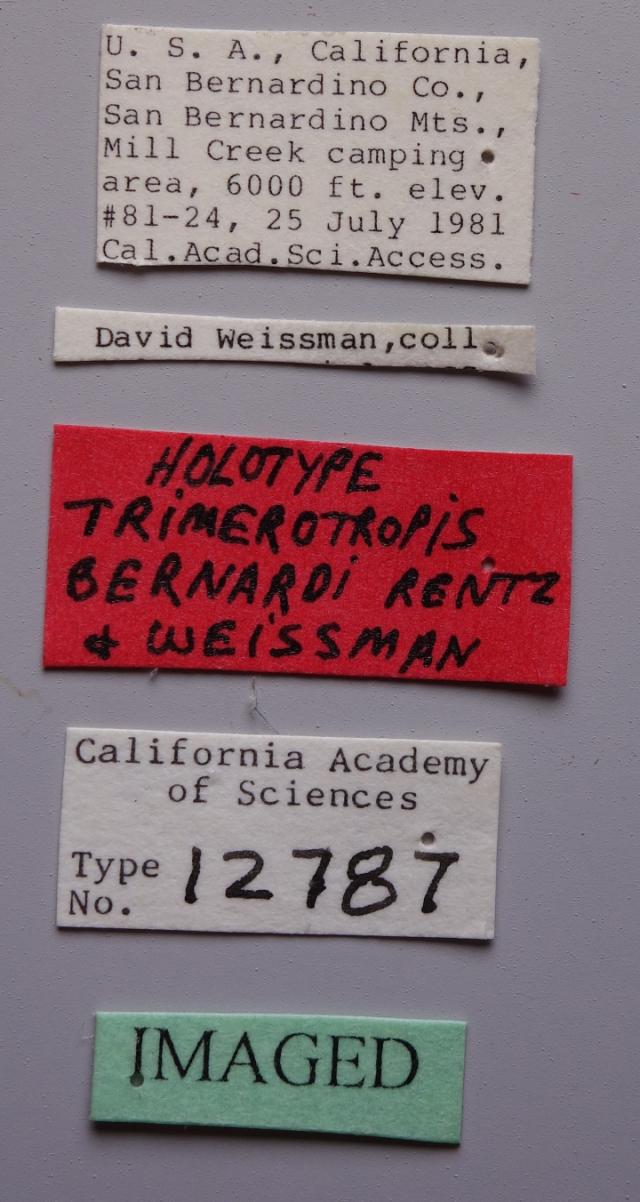 U. S. A., California,
San Bernardino Co.,
San Bernardino Mts.,
Mill Creek camping
area, 6000 ft. elev.
#81-24, 25 July 1981
Cal.Acad.Sci.Access.
David Weissman,coll.
HOLOTYPE
TRIMEROTROPIS
BERNARDI RENTZ
& WEISSMAN
California Academy
of Sciences
Type
No. 12787
IMAGED